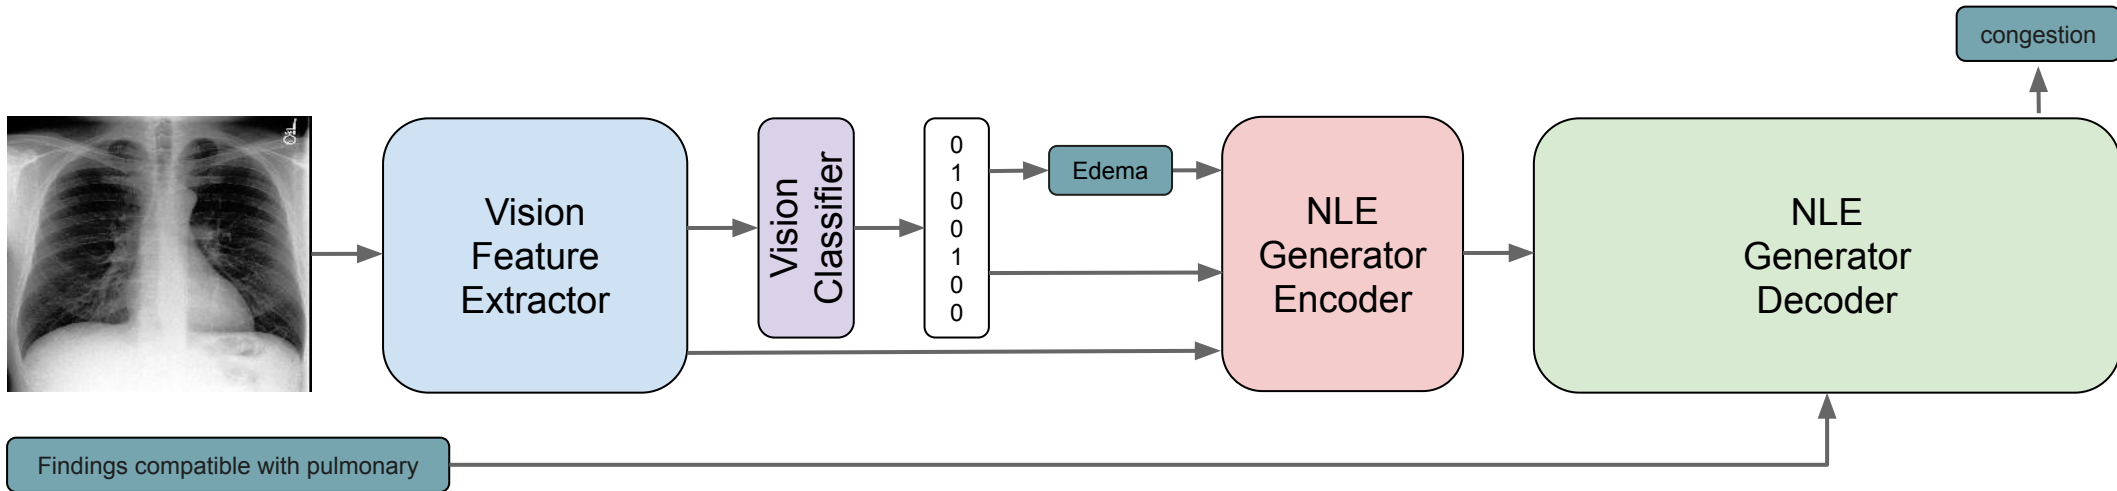 congestion
Vision
Feature
Extractor
Vision
Classifier
0
1
0
0
1
0
0
Edema
NLE
Generator
Encoder
NLE
Generator
Decoder
Findings compatible with pulmonary